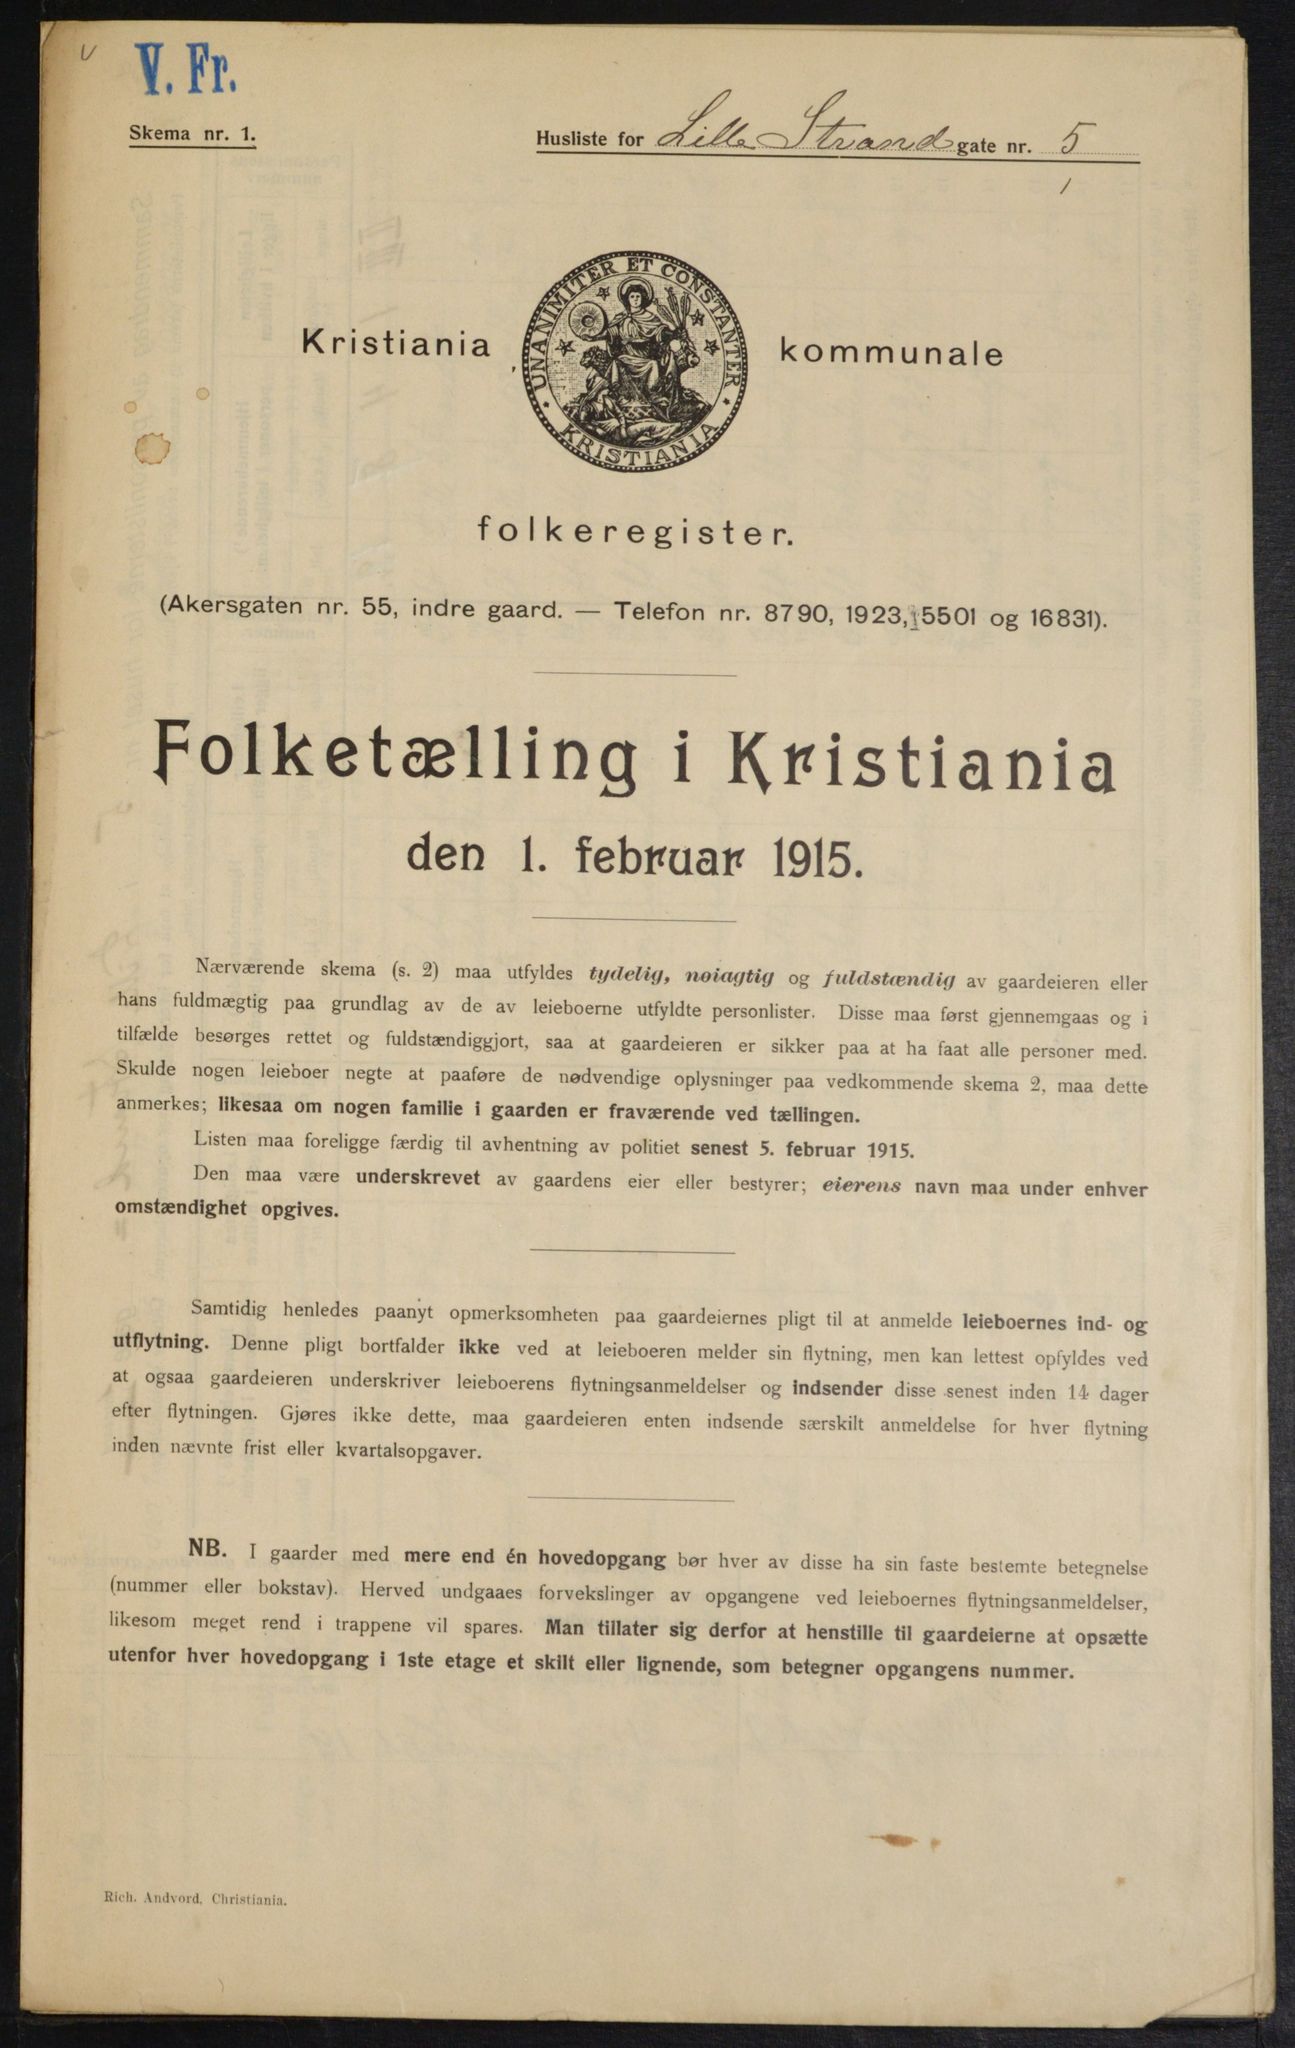 V. Fr.
Skema nr. 1.
Husliste for Lille Strand gate nr. 5
Kristiania kommunale
UNANIMITER ET CONSTANTER
KRISTIANIA
folkeregister.
(Akersgaten nr. 55, indre gaard. — Telefon nr. 8790, 1923, 15501 og 16831).
Folketælling i Kristiania
den 1. februar 1915.
Nærværende skema (s. 2) maa utfyldes tydelig, nøiagtig og fuldstændig av gaardeieren eller
hans fuldmægtig paa grundlag av de av leieboerne utfyldte personlister. Disse maa først gjennemgaas og i
tilfælde besørges rettet og fuldstændiggjort, saa at gaardeieren er sikker paa at ha faat alle personer med.
Skulde nogen leieboer negte at paaføre de nødvendige oplysninger paa vedkommende skema 2, maa dette
anmerkes; likesaa om nogen familie i gaarden er fraværende ved tællingen.
Listen maa foreligge færdig til avhentning av politiet senest 5. februar 1915.
Den maa være underskrevet av gaardens eier eller bestyrer; eierens navn maa under enhver
omstændighet opgives.
Samtidig henledes paanyt opmerksomheten paa gaardeiernes pligt til at anmelde leieboernes ind- og
utflytning. Denne pligt bortfalder ikke ved at leieboeren melder sin flytning, men kan lettest opfyldes ved
at ogsaa gaardeieren underskriver leieboerens flytningsanmeldelser og indsender disse senest inden 14 dager
efter flytningen. Gjøres ikke dette, maa gaardeieren enten indsende særskilt anmeldelse for hver flytning
inden nævnte frist eller kvartalsopgaver.
NB. I gaarder med mere end én hovedopgang bør hver av disse ha sin faste bestemte betegnelse
(nummer eller bokstav). Herved undgaaes forvekslinger av opgangene ved leieboernes flytningsanmeldelser,
likesom meget rend i trappene vil spares. Man tillater sig derfor at henstille til gaardeierne at opsætte
utenfor hver hovedopgang i 1ste etage et skilt eller lignende, som betegner opgangens nummer.
Rich. Andvord, Christiania.